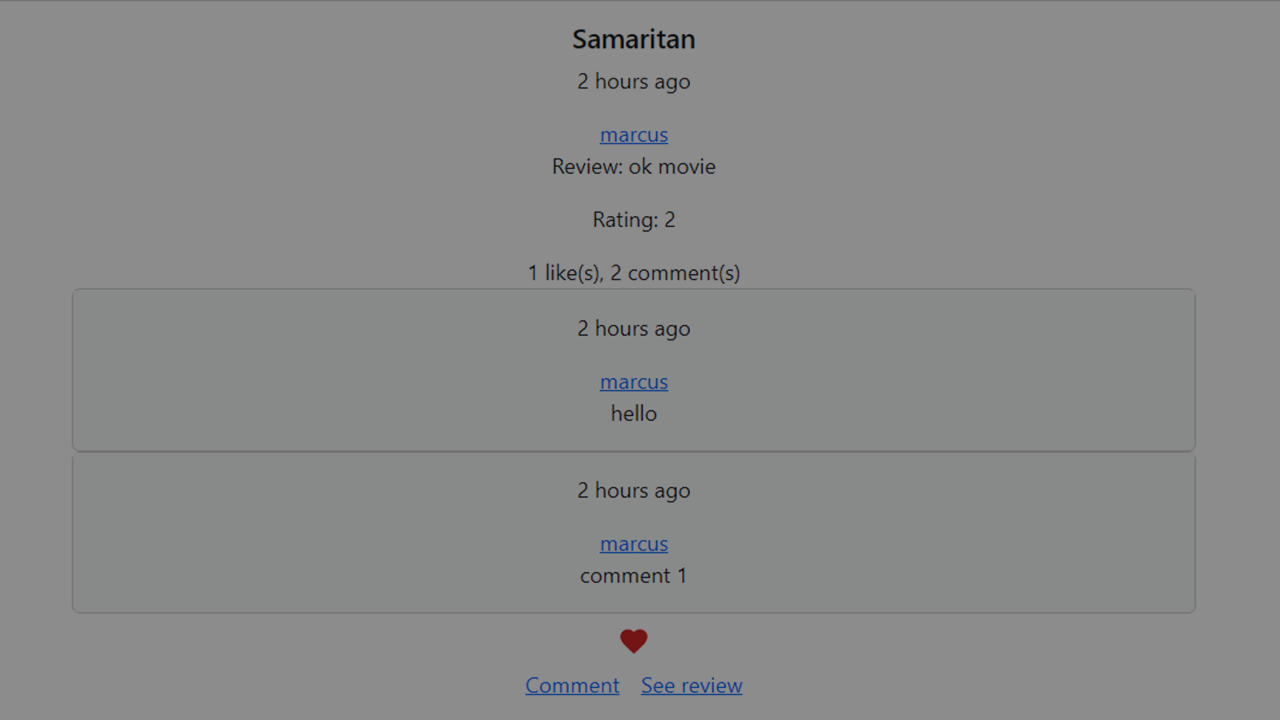 Samaritan
2 hours ago
marcus
Review: ok movie
Rating: 2
1 like(s), 2 comment(s)
2 hours ago
marcus
hello
2 hours ago
marcus
comment 1
Comment See review